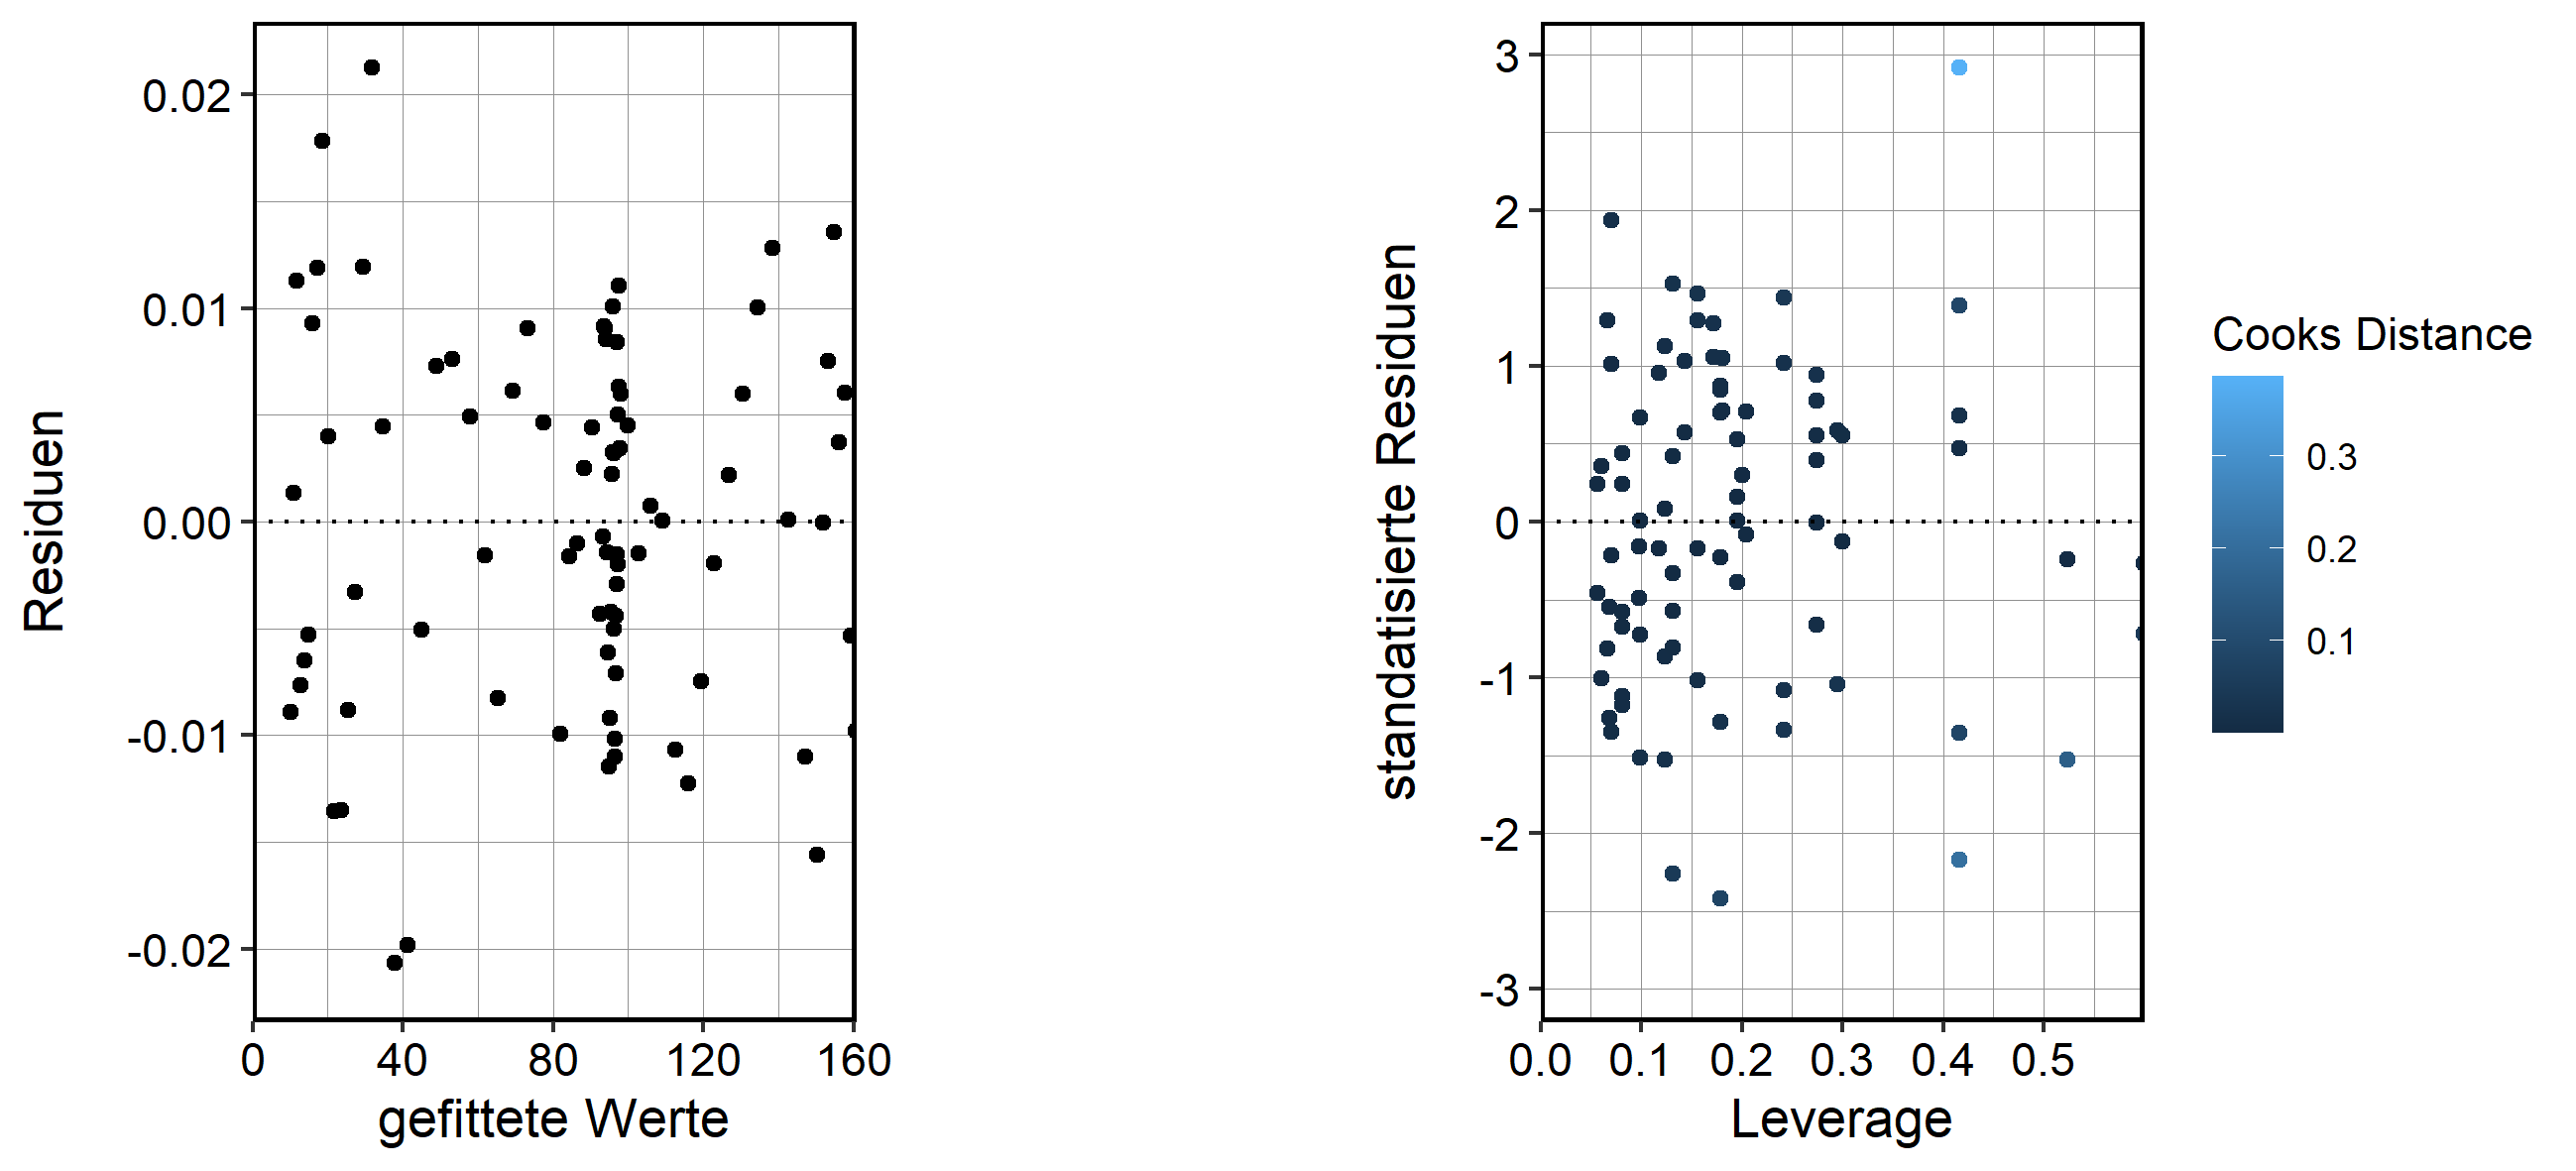 Residuen
0.02
0.01
0.00
-0.01
-0.02
0 40 80 120 160
gefittete Werte
standatisierte Residuen
3
2
1
0
-1
-2
-3
0.0 0.1 0.2 0.3 0.4 0.5
Leverage
Cooks Distance
0.3
0.2
0.1